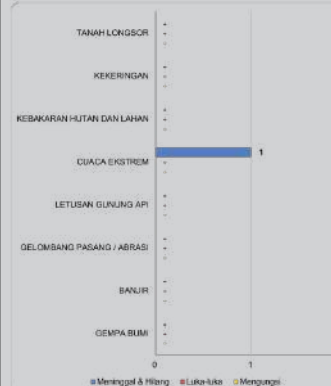 TANAH LONGSOR
-
-
-
KEKERINGAN
-
-
-
KEBAKARAN HUTAN DAN LAHAN
-
-
-
CUACA EKSTREM
1
-
-
LETUSAN GUNUNG API
-
-
-
GELOMBANG PASANG / ABRASI
-
-
-
BANJIR
-
-
-
GEMPA BUMI
-
-
-
0 1
Meninggal & Hilang Luka-luka Mengungsi